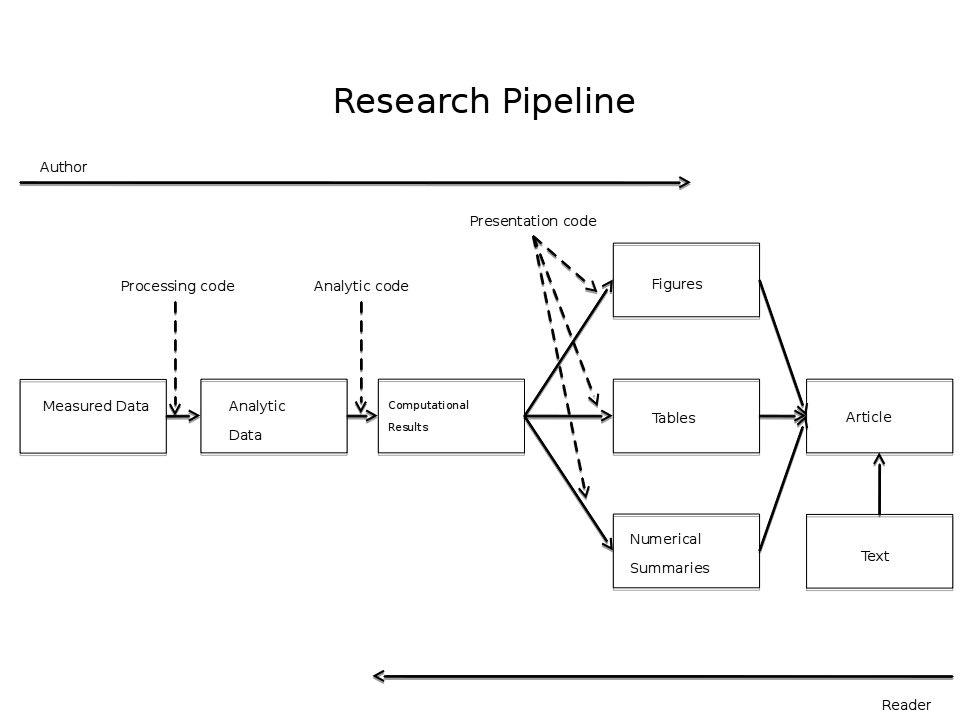 Research Pipeline
Author
Presentation code
Processing code
Analytic code
Figures
Measured Data
Analytic
Data
Computational
Results
Tables
Article
Numerical
Summaries
Text
Reader